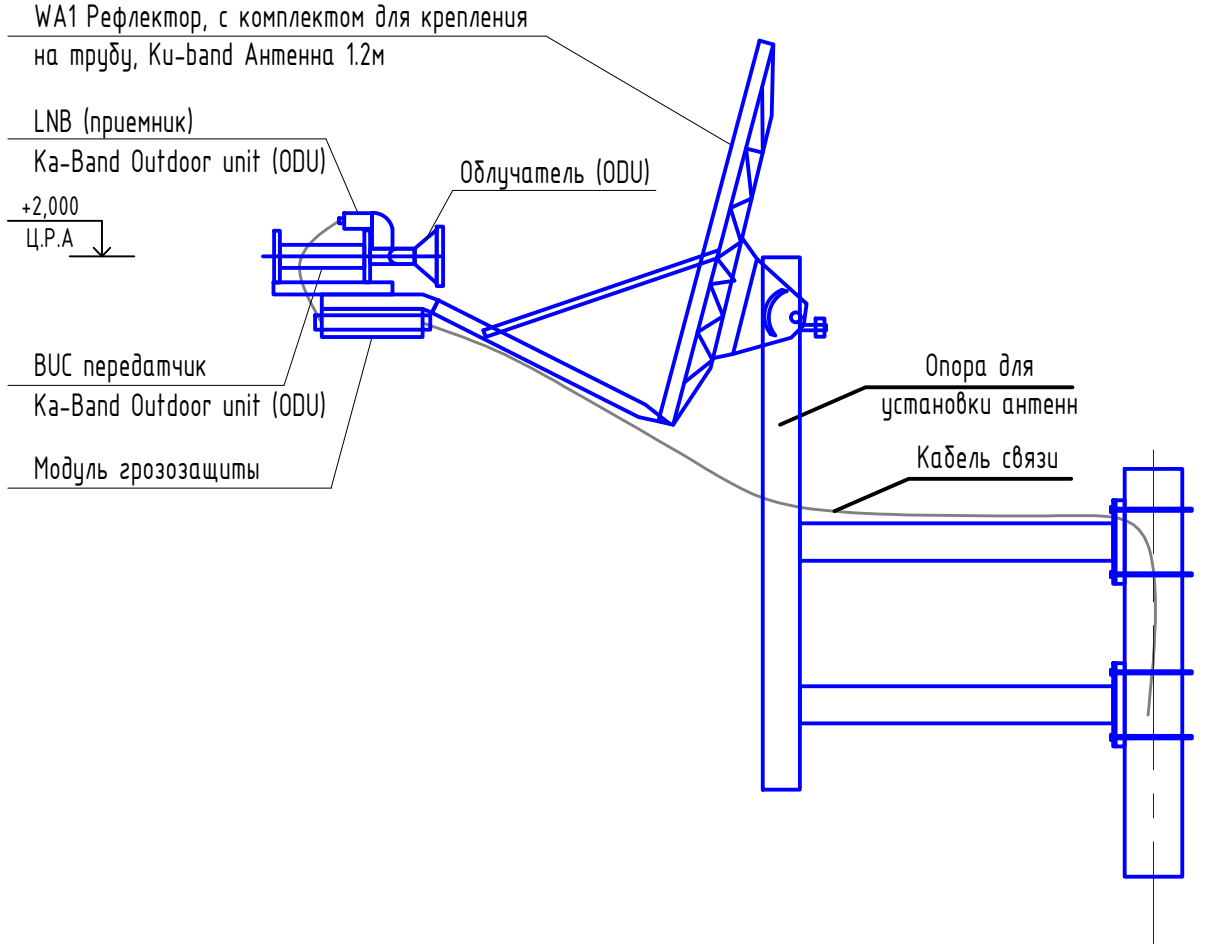 WA1 Рефлектор, с комплектом для крепления
на трубу, Ku-band Антенна 1.2м
LNB (приемник)
Ka-Band Outdoor unit (ODU)
Облучатель (ODU)
+2,000
Ц.Р.А
BUC передатчик
Ka-Band Outdoor unit (ODU)
Модуль грозозащиты
Опора для
установки антенн
Кабель связи